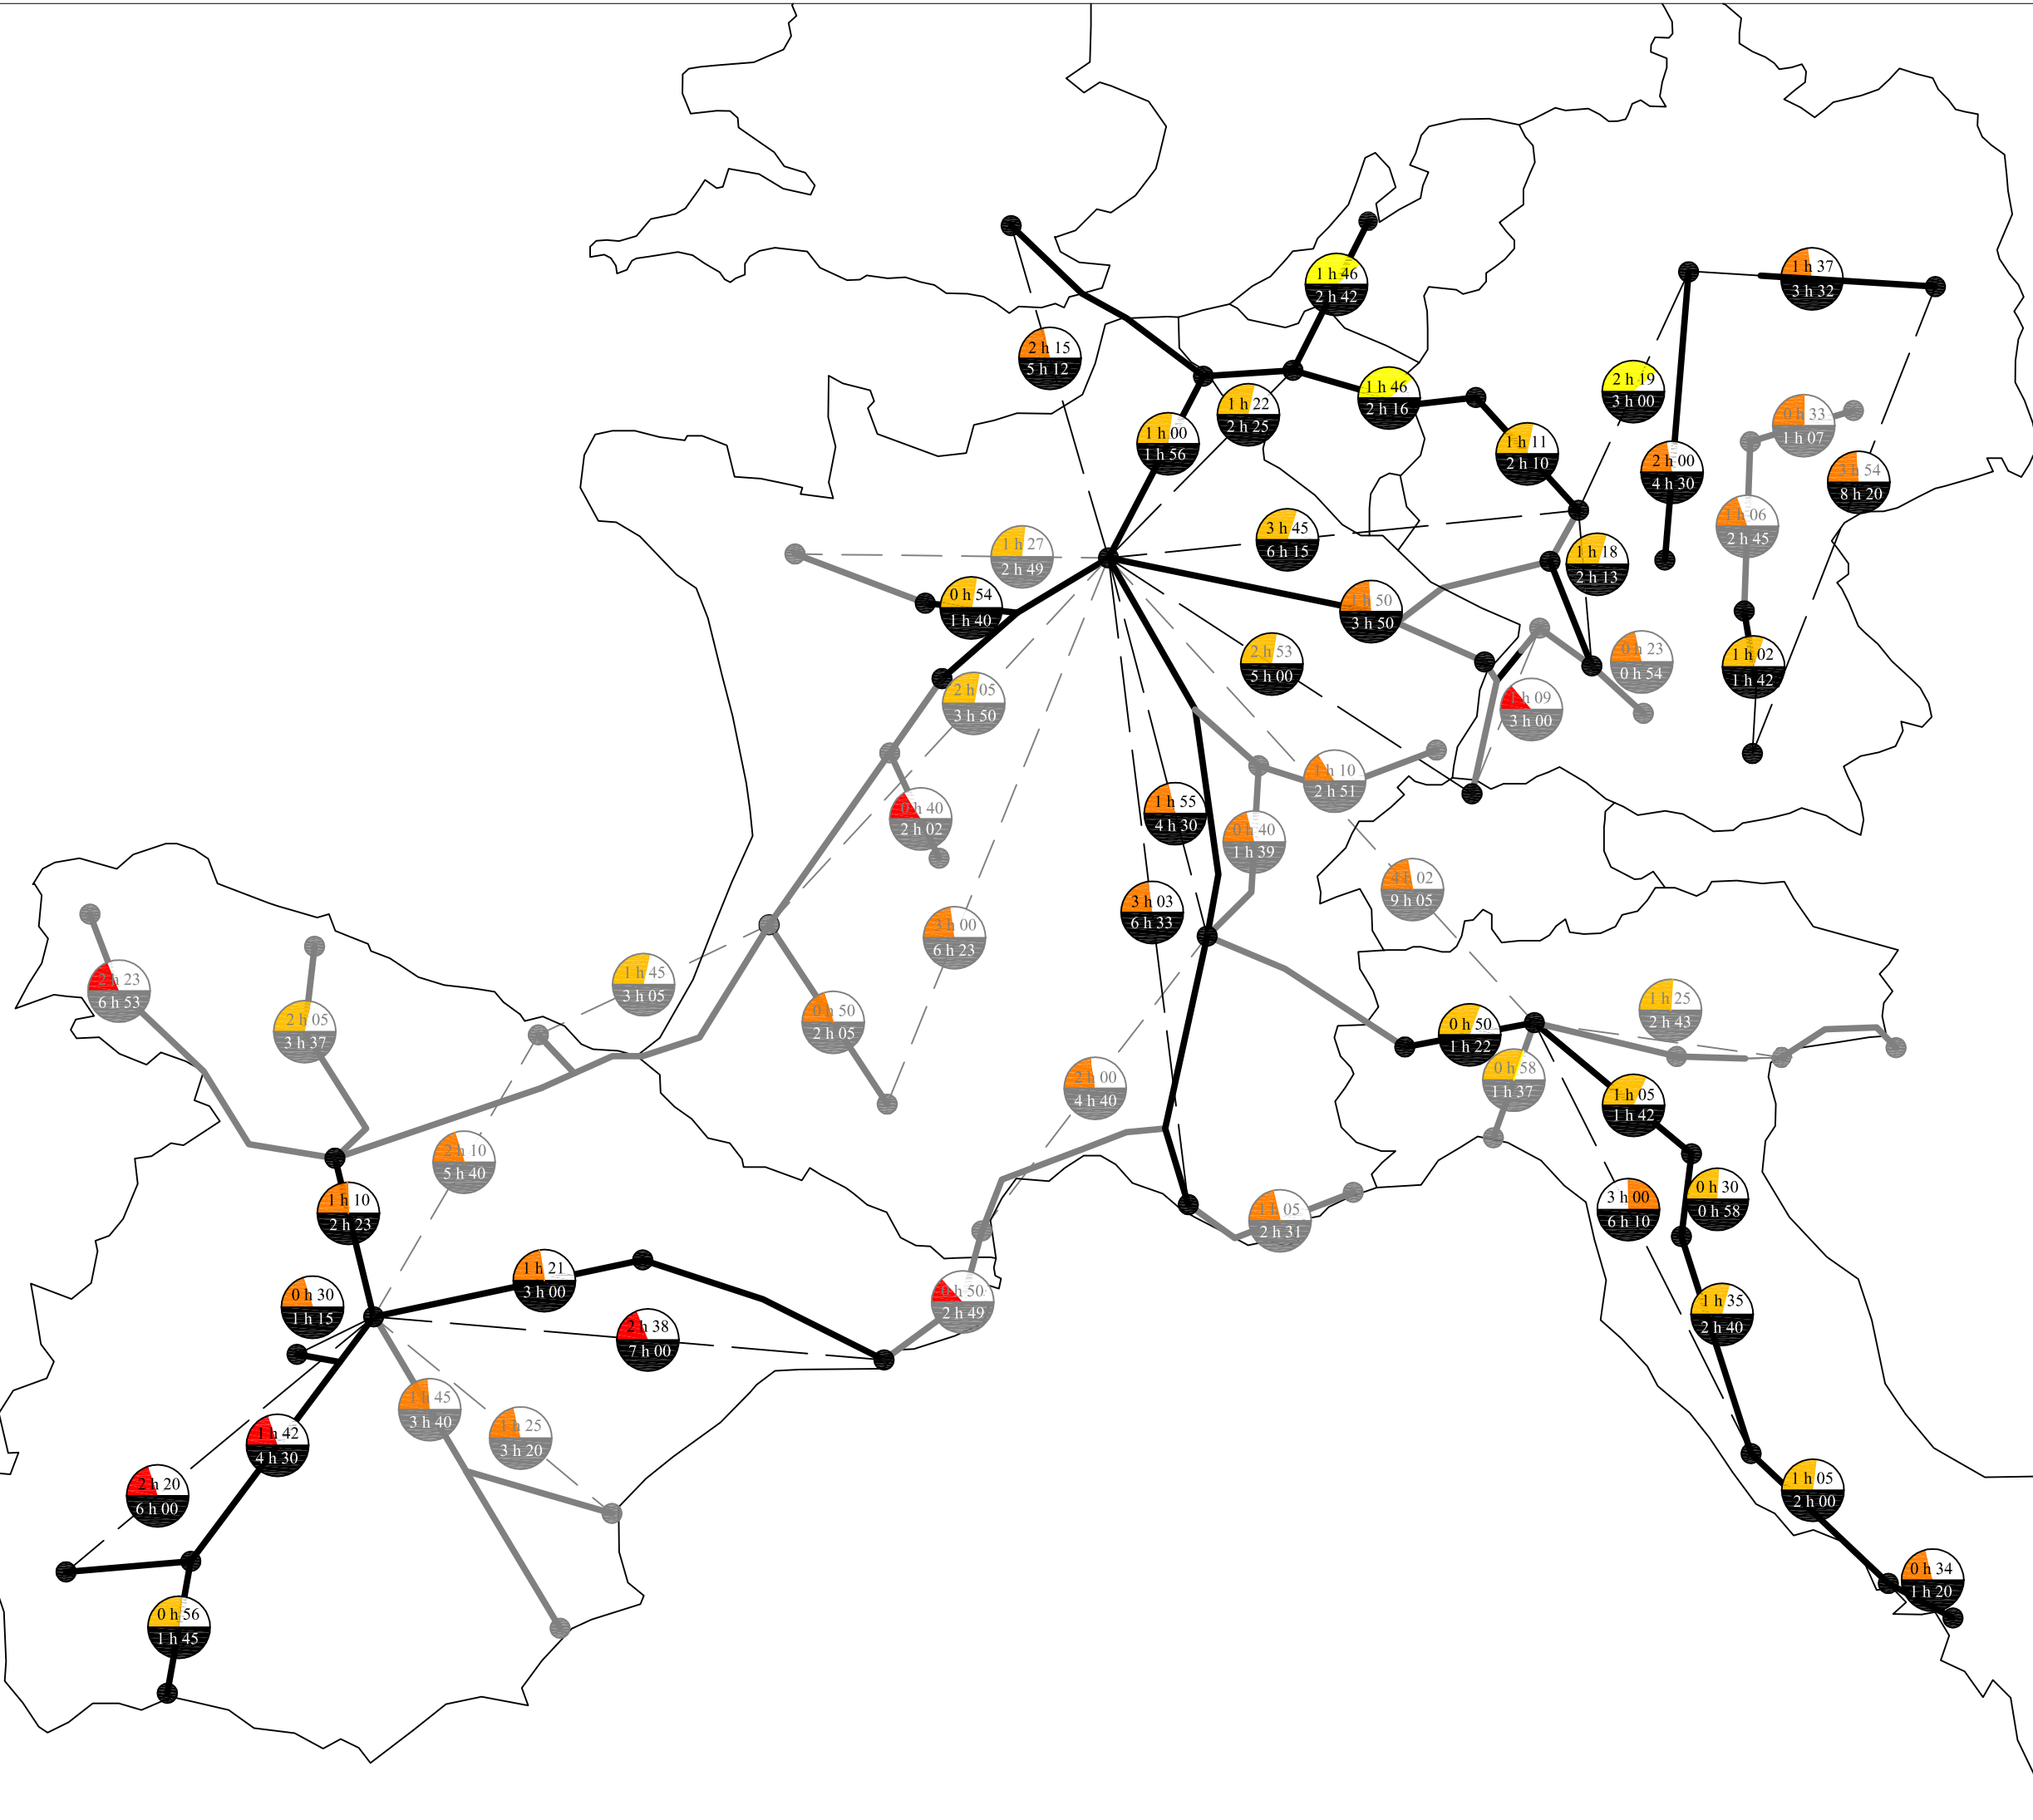 1 h 37
3 h 32
1 h 46
2 h 42
2 h 15
5 h 12
2 h 19
3 h 00
1 h 46
2 h 16
1 h 22
2 h 25
0 h 33
1 h 07
1 h 00
1 h 56
1 h 11
2 h 10
2 h 00
4 h 30
3 h 54
8 h 20
1 h 06
2 h 45
3 h 45
6 h 15
1 h 27
2 h 49
1 h 18
2 h 13
0 h 54
1 h 40
1 h 50
3 h 50
2 h 53
5 h 00
0 h 23
0 h 54
1 h 02
1 h 42
2 h 05
3 h 50
1 h 09
3 h 00
1 h 10
2 h 51
1 h 55
4 h 30
0 h 40
2 h 02
0 h 40
1 h 39
4 h 02
9 h 05
3 h 03
6 h 33
3 h 00
6 h 23
1 h 45
3 h 05
2 h 23
6 h 53
1 h 25
2 h 43
0 h 50
2 h 05
2 h 05
3 h 37
0 h 50
1 h 22
0 h 58
1 h 37
2 h 00
4 h 40
1 h 05
1 h 42
2 h 10
5 h 40
0 h 30
0 h 58
3 h 00
6 h 10
1 h 10
2 h 23
1 h 05
2 h 31
1 h 21
3 h 00
0 h 50
2 h 49
0 h 30
1 h 15
1 h 35
2 h 40
2 h 38
7 h 00
1 h 45
3 h 40
1 h 25
3 h 20
1 h 42
4 h 30
1 h 05
2 h 00
2 h 20
6 h 00
0 h 34
1 h 20
0 h 56
1 h 45